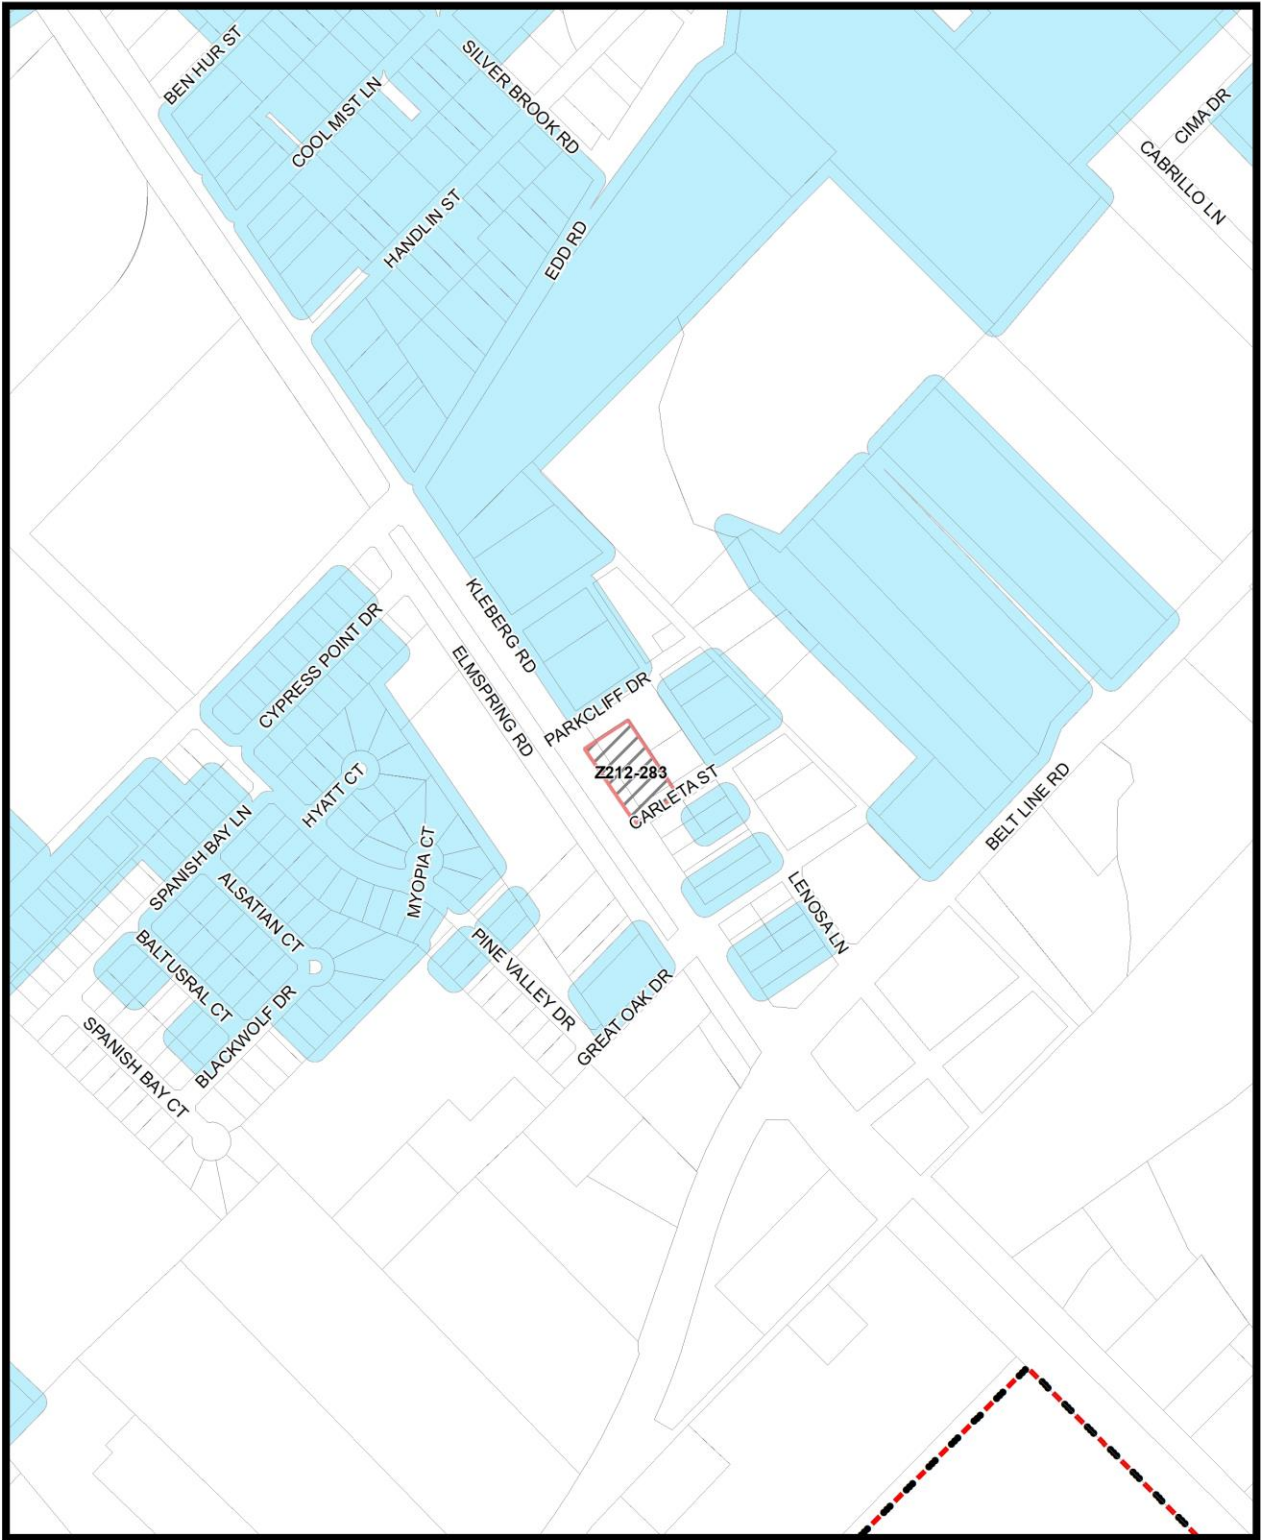 BEN HUR ST
SILVER BROOK RD
COOL MIST LN
CIMA DR
CABRILLO LN
HANDLIN ST
EDD RD
KLEBERG RD
CYPRESS POINT DR
ELMSPRING RD
PARKCLIFF DR
Z212-283
HYATT CT
CARLETA ST
BELT LINE RD
SPANISH BAY LN
MYOPIA CT
ALSATIAN CT
LENOSA LN
BALTUSRAL CT
PINE VALLEY DR
GREAT OAK DR
BLACKWOLF DR
SPANISH BAY CT